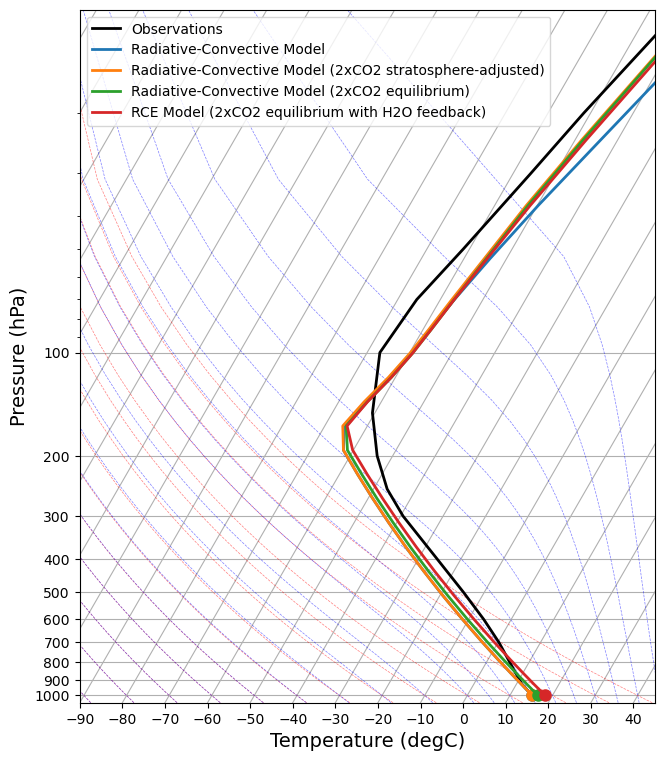 Observations
Radiative-Convective Model
Radiative-Convective Model (2xCO2 stratosphere-adjusted)
Radiative-Convective Model (2xCO2 equilibrium)
RCE Model (2xCO2 equilibrium with H2O feedback)
Pressure (hPa)
100
200
300
400
500
600
700
800
900
1000
−90 −80 −70 −60 −50 −40 −30 −20 −10 0 10 20 30 40
Temperature (degC)